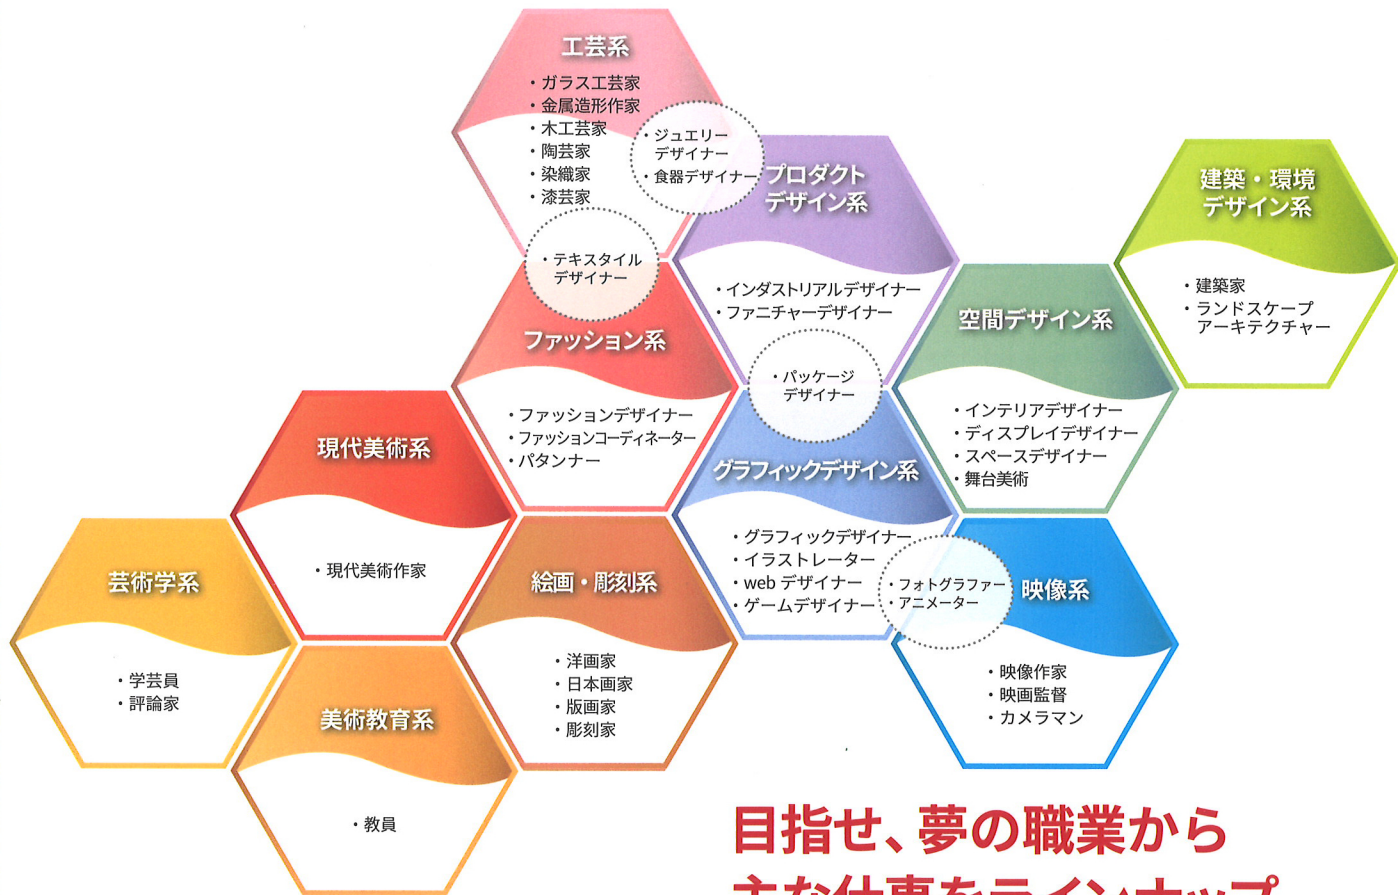 工芸系
・ガラス工芸家
・金属造形作家
・木工芸家
・陶芸家
・染織家
・漆芸家
・ジュエリー
デザイナー
・食器デザイナー
プロダクト
デザイン系
・インダストリアルデザイナー
・ファニチャーデザイナー
建築・環境
デザイン系
・建築家
・ランドスケープ
アーキテクチャー
・テキスタイル
デザイナー
ファッション系
・ファッションデザイナー
・ファッションコーディネーター
・パタンナー
・パッケージ
デザイナー
空間デザイン系
・インテリアデザイナー
・ディスプレイデザイナー
・スペースデザイナー
・舞台美術
現代美術系
・現代美術作家
グラフィックデザイン系
・グラフィックデザイナー
・イラストレーター
・web デザイナー
・ゲームデザイナー
・フォトグラファー
・アニメーター
映像系
・映像作家
・映画監督
・カメラマン
芸術学系
・学芸員
・評論家
絵画・彫刻系
・洋画家
・日本画家
・版画家
・彫刻家
美術教育系
・教員
目指せ、夢の職業から
主な仕事をラインナップ